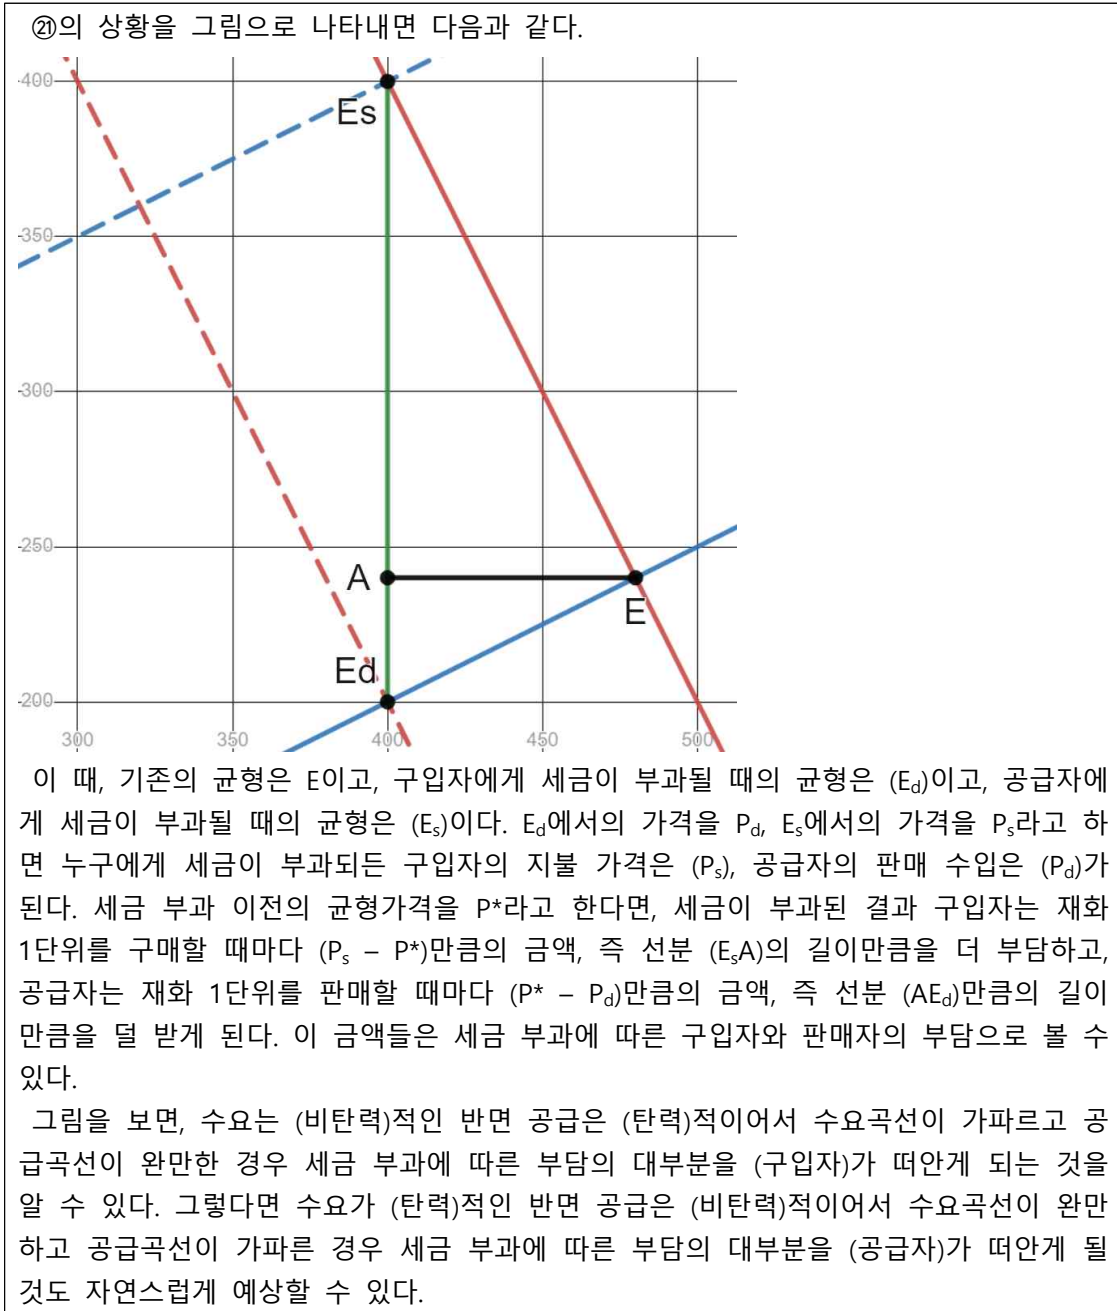 ㉑의 상황을 그림으로 나타내면 다음과 같다.
400
Es
350
300
250
A
E
Ed
200
300 350 400 450 500
이 때, 기존의 균형은 E이고, 구입자에게 세금이 부과될 때의 균형은 (Ed)이고, 공급자에
게 세금이 부과될 때의 균형은 (Es)이다. Ed에서의 가격을 Pd, Es에서의 가격을 Ps라고 하
면 누구에게 세금이 부과되든 구입자의 지불 가격은 (Ps), 공급자의 판매 수입은 (Pd)가
된다. 세금 부과 이전의 균형가격을 P*라고 한다면, 세금이 부과된 결과 구입자는 재화
1단위를 구매할 때마다 (Ps – P*)만큼의 금액, 즉 선분 (EsA)의 길이만큼을 더 부담하고,
공급자는 재화 1단위를 판매할 때마다 (P* – Pd)만큼의 금액, 즉 선분 (AEd)만큼의 길이
만큼을 덜 받게 된다. 이 금액들은 세금 부과에 따른 구입자와 판매자의 부담으로 볼 수
있다.
그림을 보면, 수요는 (비탄력)적인 반면 공급은 (탄력)적이어서 수요곡선이 가파르고 공
급곡선이 완만한 경우 세금 부과에 따른 부담의 대부분을 (구입자)가 떠안게 되는 것을
알 수 있다. 그렇다면 수요가 (탄력)적인 반면 공급은 (비탄력)적이어서 수요곡선이 완만
하고 공급곡선이 가파른 경우 세금 부과에 따른 부담의 대부분을 (공급자)가 떠안게 될
것도 자연스럽게 예상할 수 있다.